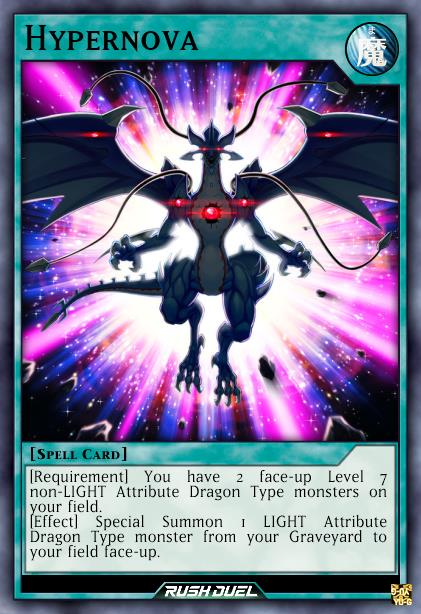 Hypernova
ま
魔
[Spell Card]
[Requirement] You have 2 face-up Level 7
non-LIGHT Attribute Dragon Type monsters on
your field.
[Effect] Special Summon 1 LIGHT Attribute
Dragon Type monster from your Graveyard to
your field face-up.
RUSH DUEL